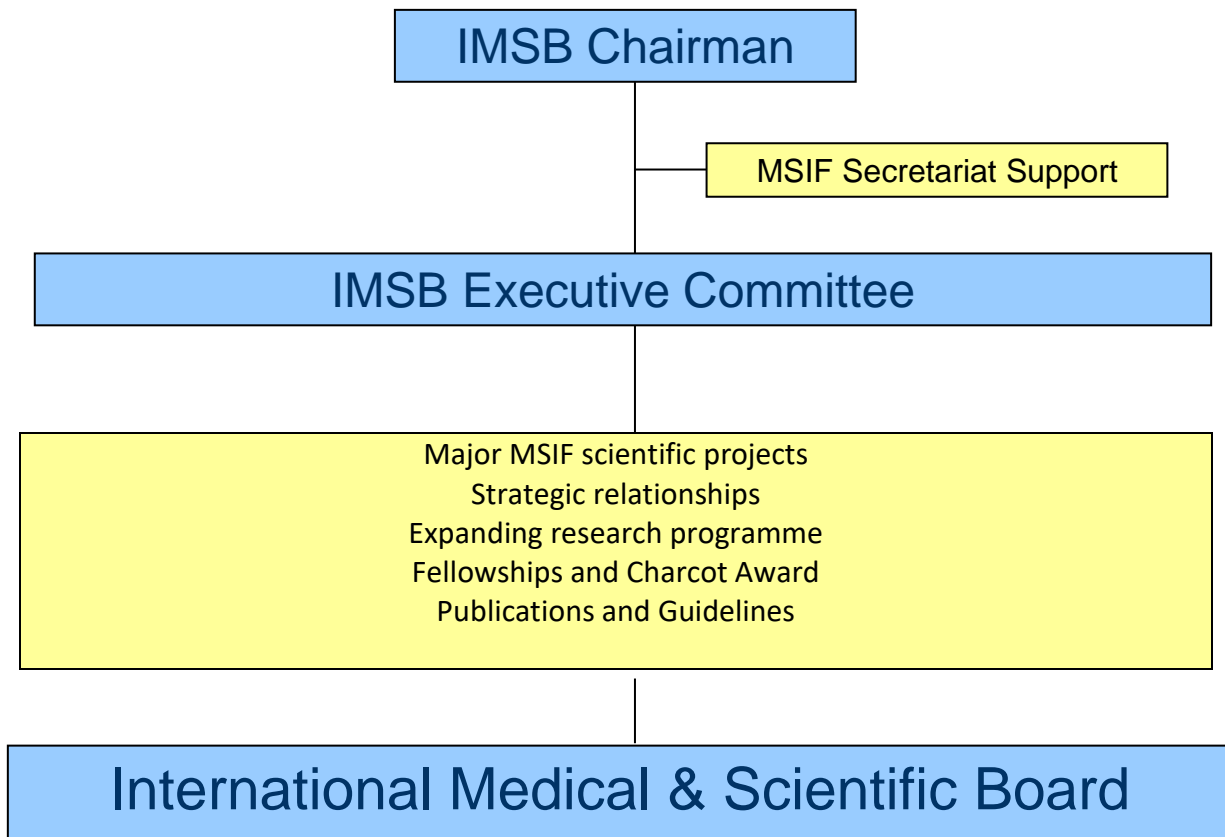 IMSB Chairman
MSIF Secretariat Support
IMSB Executive Committee
Major MSIF scientific projects
Strategic relationships
Expanding research programme
Fellowships and Charcot Award
Publications and Guidelines
International Medical & Scientific Board